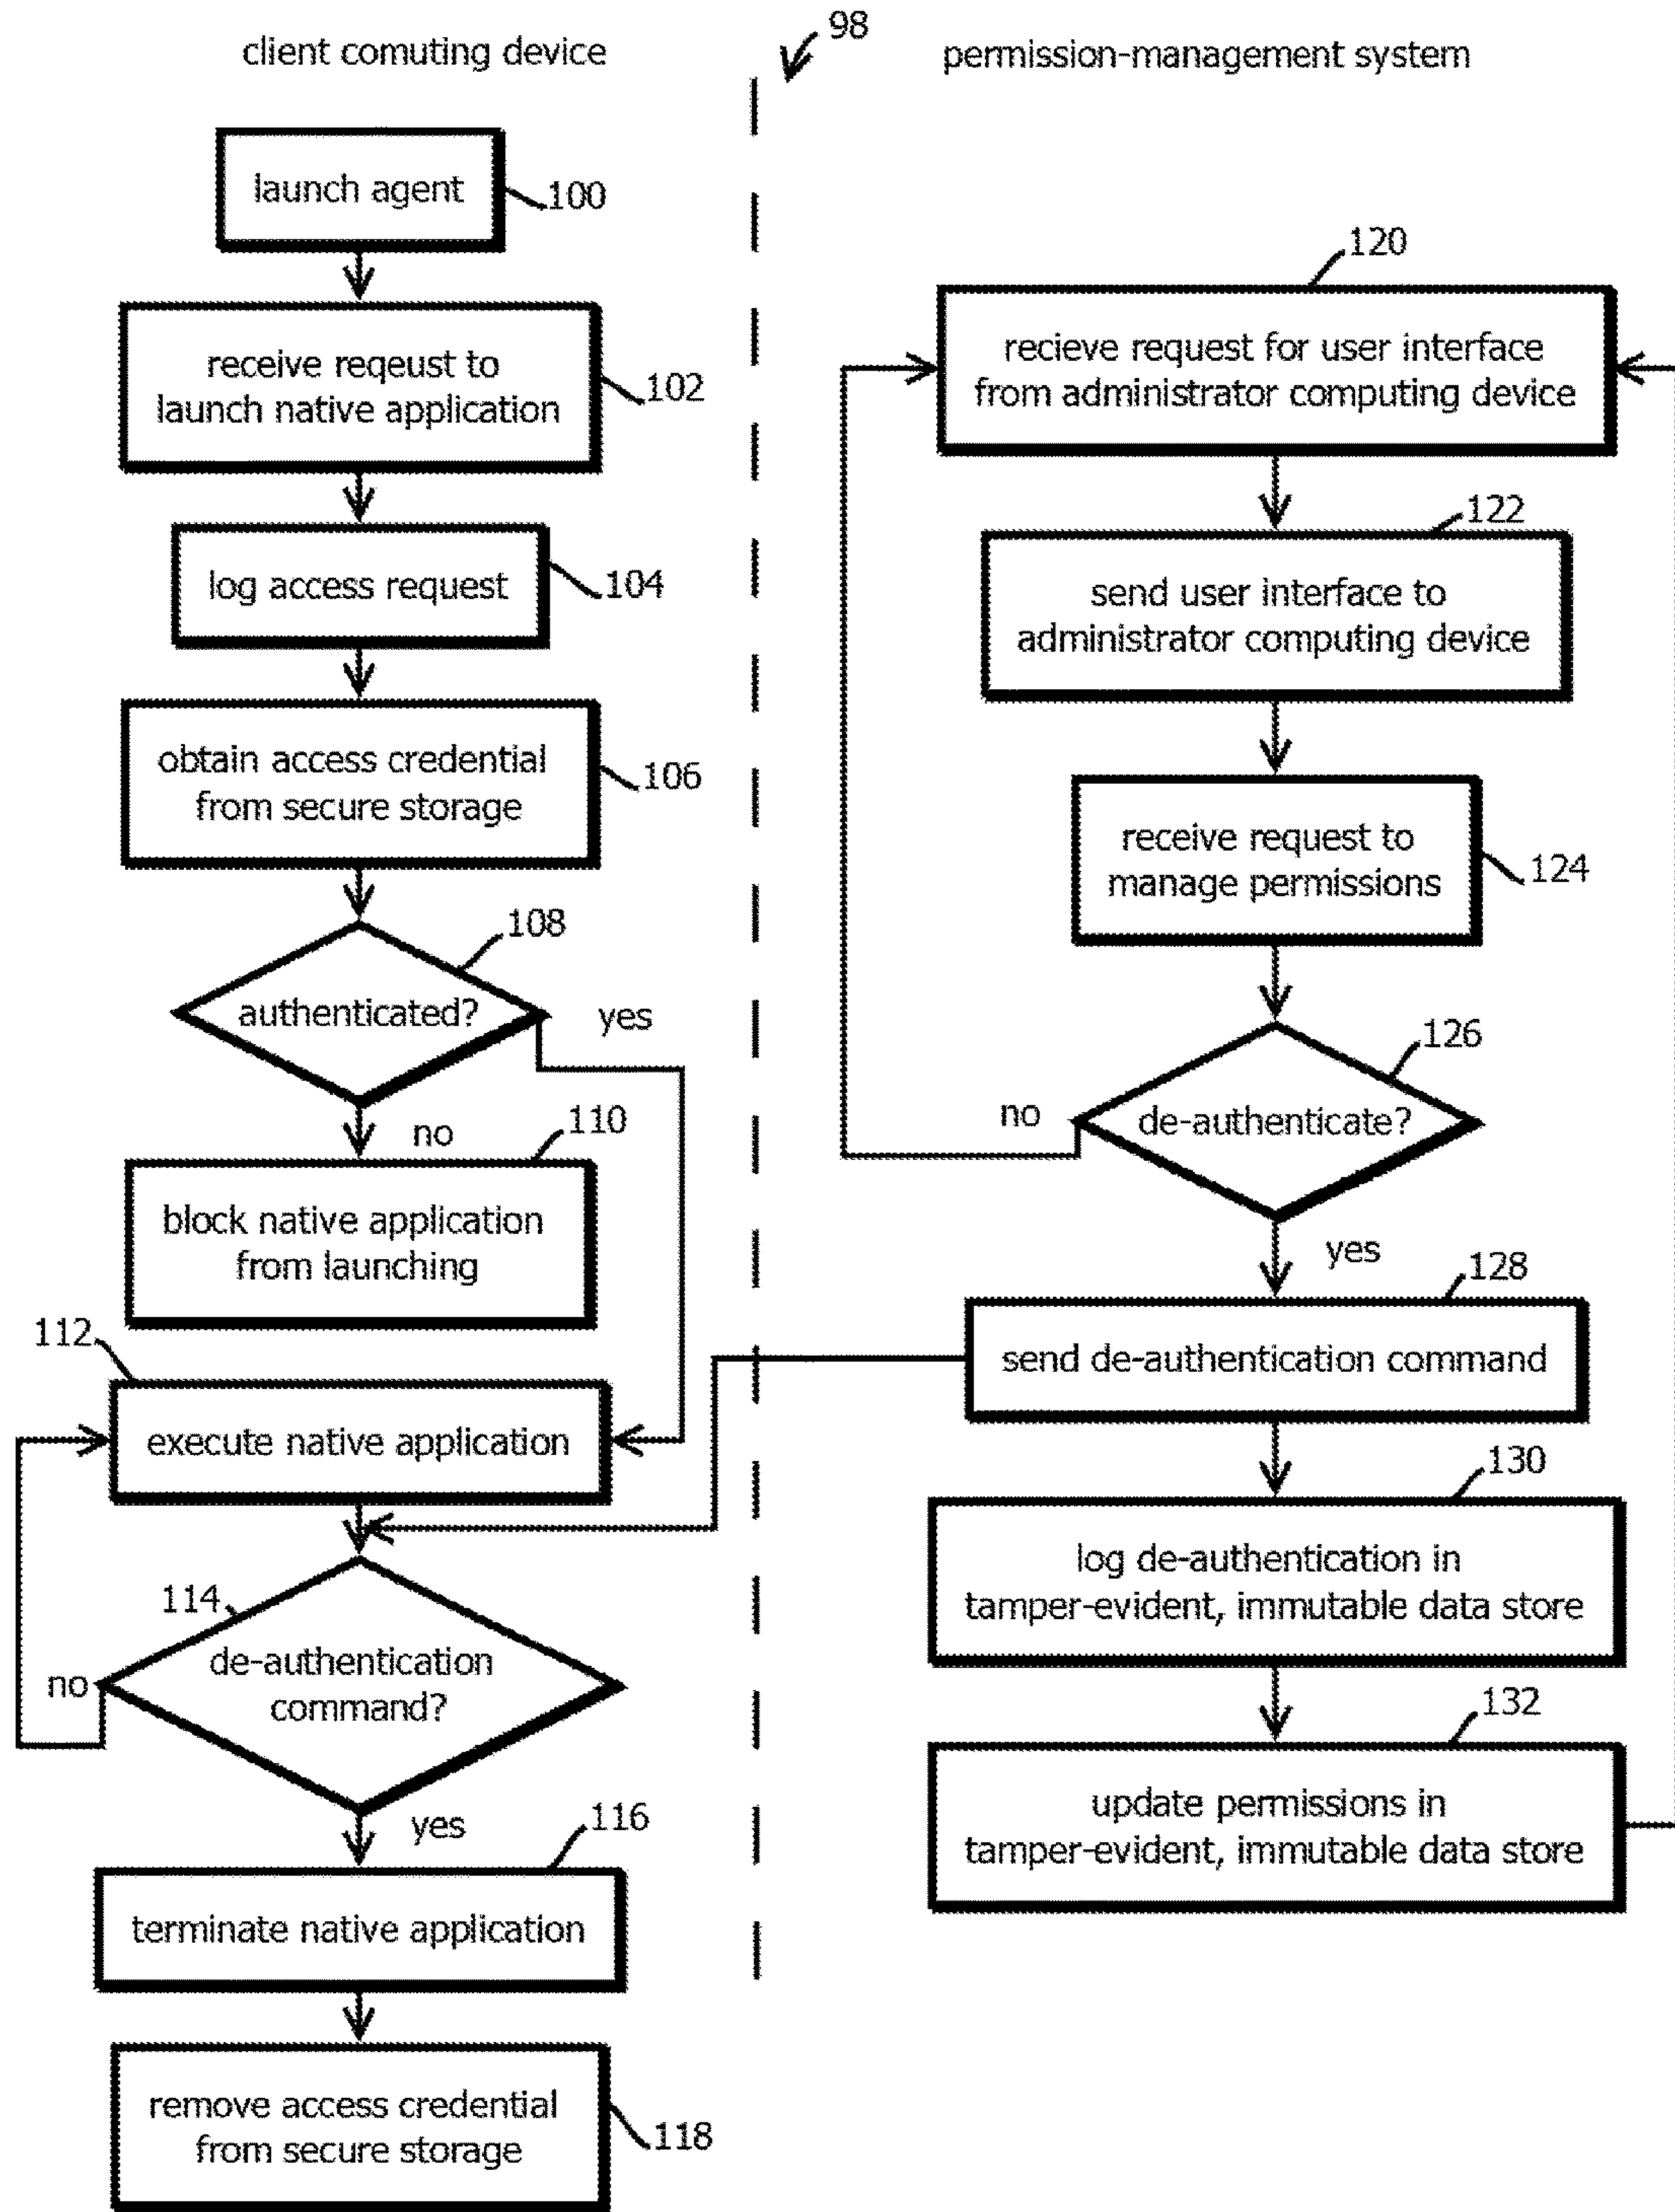 client comuting device
98
permission-management system
launch agent
100
receive reqeust to
launch native application
102
log access request
104
obtain access credential
from secure storage
106
authenticated?
108
yes
no
110
block native application
from launching
112
execute native application
114
de-authentication
command?
no
yes
116
terminate native application
remove access credential
from secure storage
118
120
recieve request for user interface
from administrator computing device
122
send user interface to
administrator computing device
receive request to
manage permissions
124
126
de-authenticate?
no
yes
128
send de-authentication command
130
log de-authentication in
tamper-evident, immutable data store
132
update permissions in
tamper-evident, immutable data store